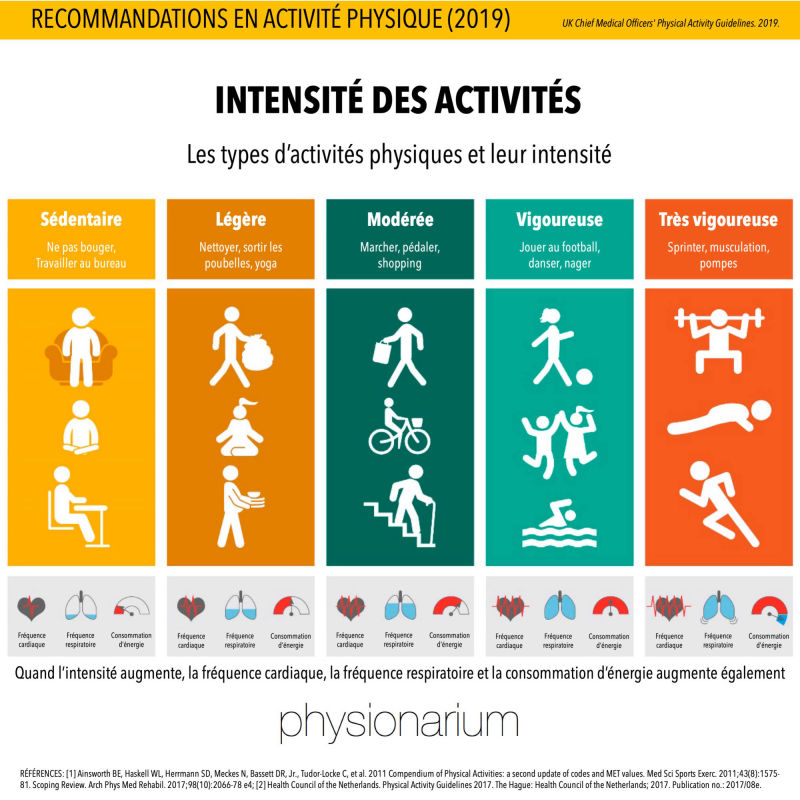 RECOMMANDATIONS EN ACTIVITÉ PHYSIQUE (2019)
UK Chief Medical Officers' Physical Activity Guidelines. 2019.
INTENSITÉ DES ACTIVITÉS
Les types d'activités physiques et leur intensité
Sédentaire
Ne pas bouger,
Travailler au bureau
Légère
Nettoyer, sortir les
poubelles, yoga
Modérée
Marcher, pédaler,
shopping
Vigoureuse
Jouer au football,
danser, nager
Très vigoureuse
Sprinter, musculation,
pompes
Fréquence
cardiaque
Fréquence
respiratoire
Consommation
d'énergie
Fréquence
cardiaque
Fréquence
respiratoire
Consommation
d'énergie
Fréquence
cardiaque
Fréquence
respiratoire
Consommation
d'énergie
Fréquence
cardiaque
Fréquence
respiratoire
Consommation
d'énergie
Fréquence
cardiaque
Fréquence
respiratoire
Consommation
d'énergie
Quand l'intensité augmente, la fréquence cardiaque, la fréquence respiratoire et la consommation d'énergie augmente également
physionarium
RÉFÉRENCES: [1] Ainsworth BE, Haskell WL, Herrmann SD, Meckes N, Bassett DR, Jr., Tudor-Locke C, et al. 2011 Compendium of Physical Activities: a second update of codes and MET values. Med Sci Sports Exerc. 2011;43(8):1575-
81. Scoping Review. Arch Phys Med Rehabil. 2017;98(10):2066-78 e4; [2] Health Council of the Netherlands. Physical Activity Guidelines 2017. The Hague: Health Council of the Netherlands; 2017. Publication no.: 2017/08e.